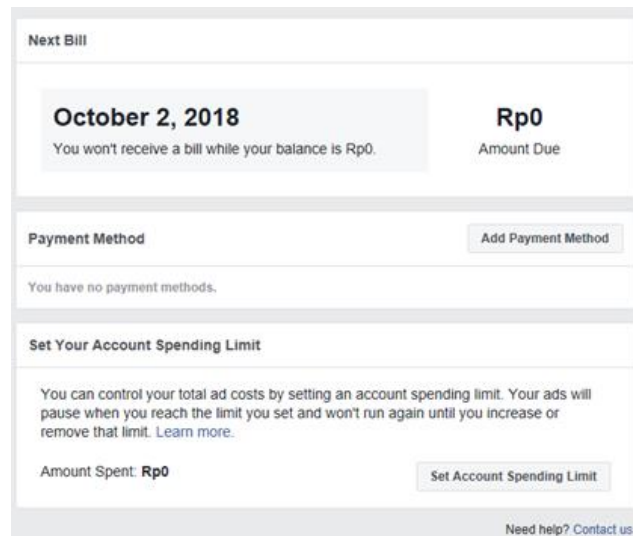 Next Bill
October 2, 2018
You won't receive a bill while your balance is Rp0.
Rp0
Amount Due
Payment Method
Add Payment Method
You have no payment methods.
Set Your Account Spending Limit
You can control your total ad costs by setting an account spending limit. Your ads will
pause when you reach the limit you set and won't run again until you increase or
remove that limit. Learn more.
Amount Spent: Rp0
Set Account Spending Limit
Need help? Contact us